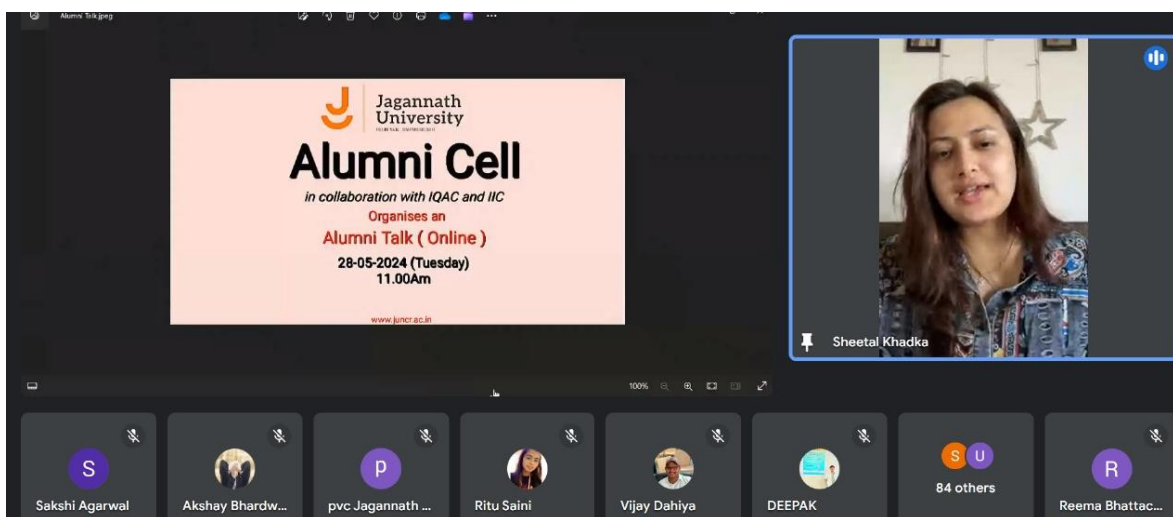 Alumni Talk.jpeg
Jagannath
University
Alumni Cell
in collaboration with IQAC and IIC
Organises an
Alumni Talk ( Online )
28-05-2024 (Tuesday)
11.00Am
www.juncr.ac.in
Sheetal Khadka
100%
S
Sakshi Agarwal
Akshay Bhardw...
p
pvc Jagannath ...
Ritu Saini
Vijay Dahiya
DEEPAK
S U
84 others
R
Reema Bhattac...